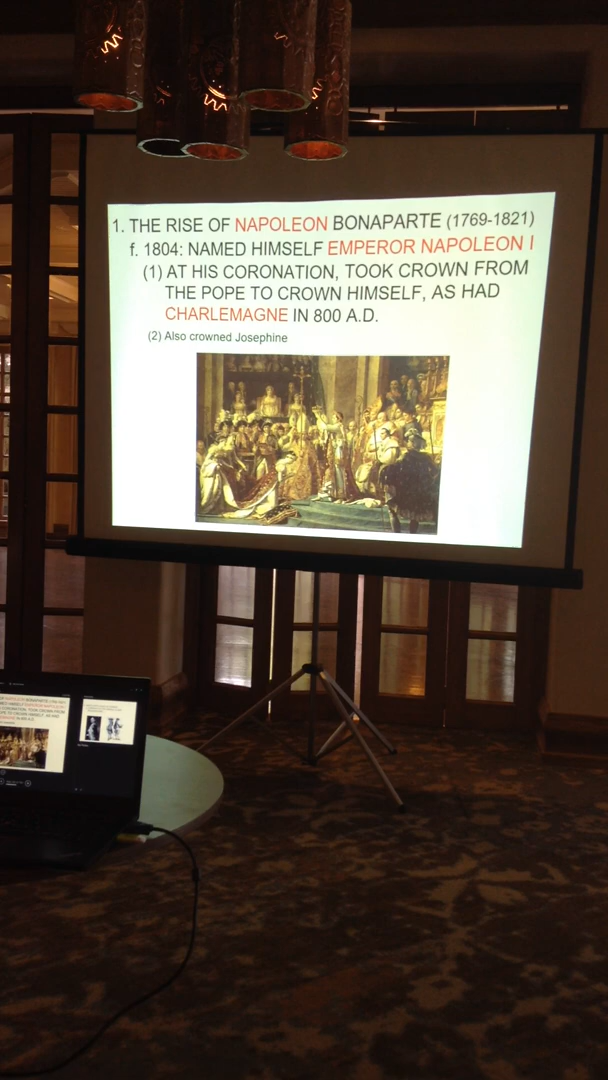 1. THE RISE OF NAPOLEON BONAPARTE (1769-1821)
f. 1804: NAMED HIMSELF EMPEROR NAPOLEON I
(1) AT HIS CORONATION, TOOK CROWN FROM
THE POPE TO CROWN HIMSELF, AS HAD
CHARLEMAGNE IN 800 A.D.
(2) Also crowned Josephine